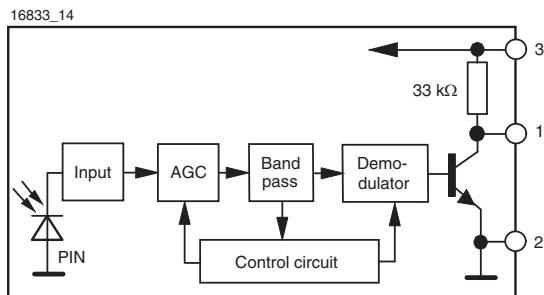 16833_14
3
33 kΩ
1
Input
AGC
Band
pass
Demo-
dulator
PIN
Control circuit
2